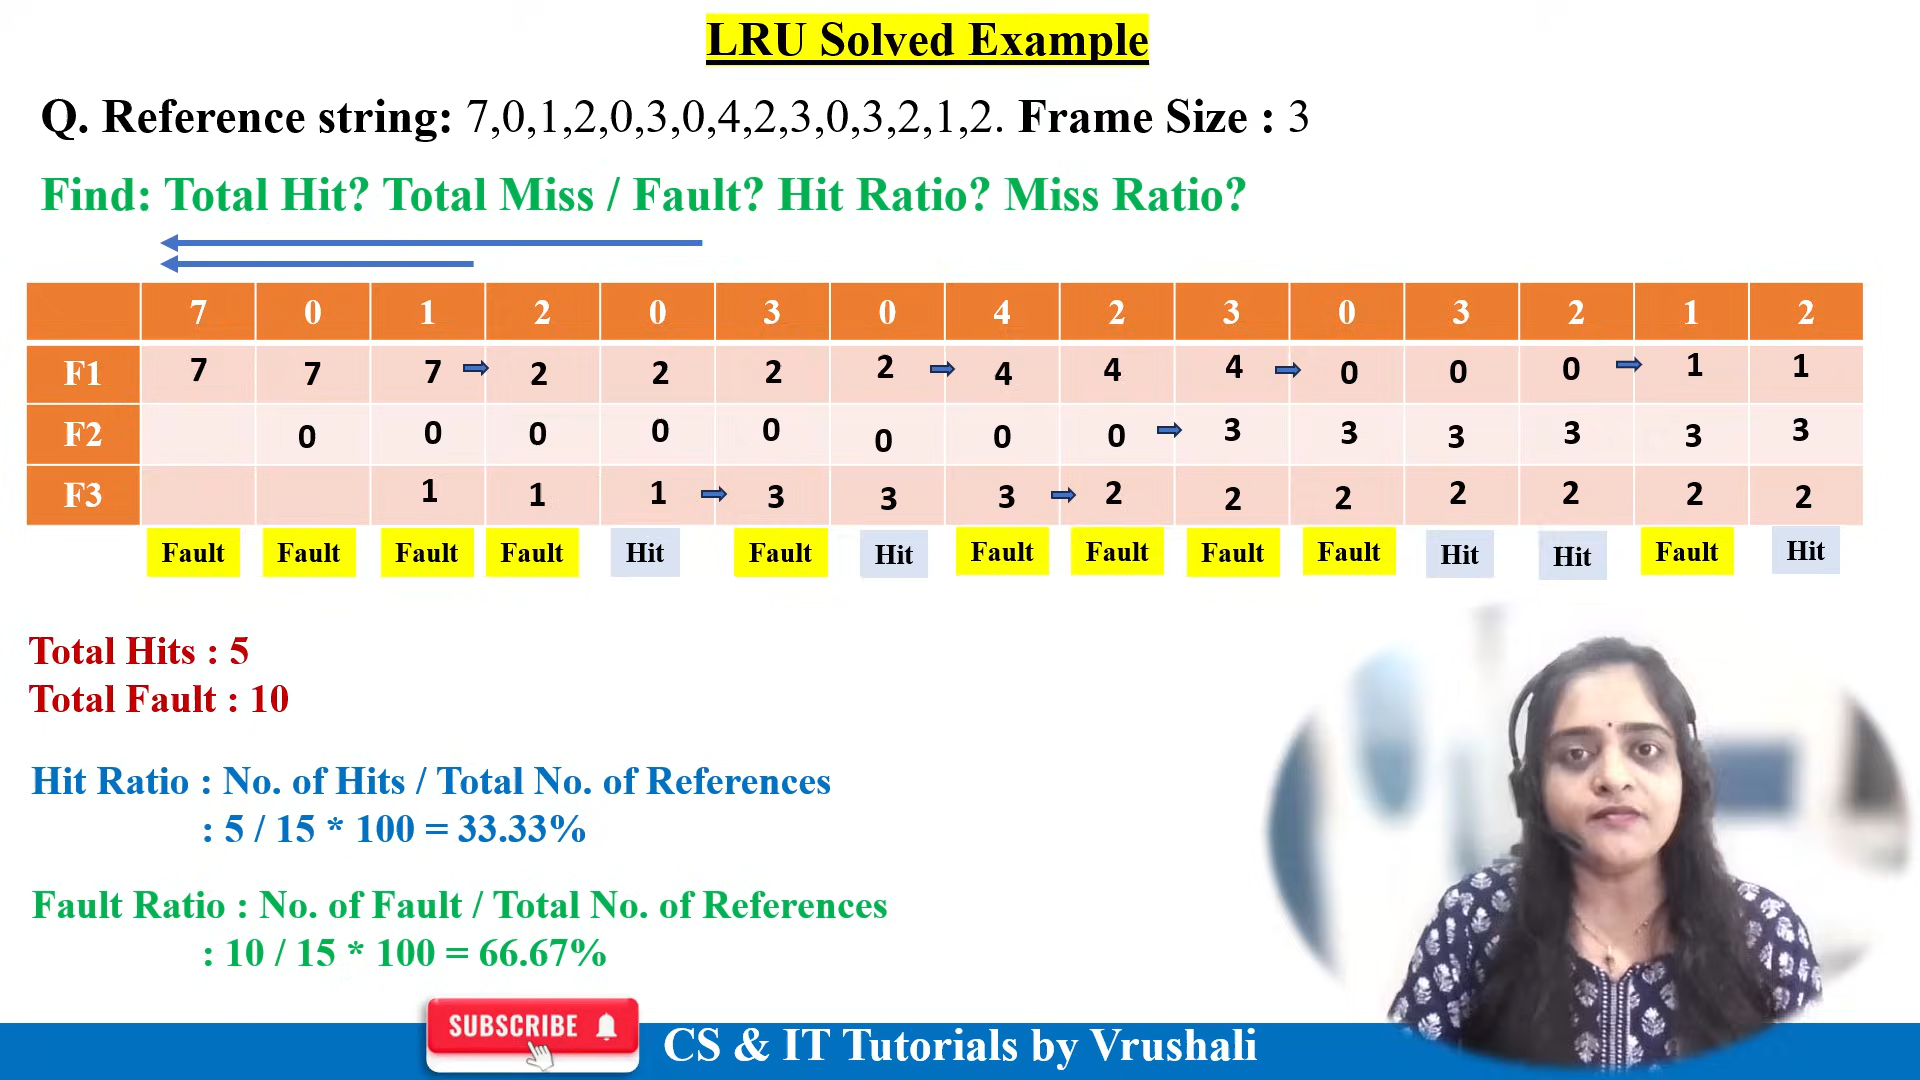 LRU Solved Example
Q. Reference string: 7,0,1,2,0,3,0,4,2,3,0,3,2,1,2. Frame Size : 3
Find: Total Hit? Total Miss / Fault? Hit Ratio? Miss Ratio?
7 0 1 2 0 3 0 4 2 3 0 3 2 1 2
F1 7 7 7 2 2 2 2 4 4 4 0 0 0 1 1
F2 0 0 0 0 0 0 0 0 3 3 3 3 3 3
F3 1 1 1 3 3 3 2 2 2 2 2 2 2
Fault Fault Fault Fault Hit Fault Hit Fault Fault Fault Fault Hit Hit Fault Hit
Total Hits : 5
Total Fault : 10
Hit Ratio : No. of Hits / Total No. of References
: 5 / 15 * 100 = 33.33%
Fault Ratio : No. of Fault / Total No. of References
: 10 / 15 * 100 = 66.67%
SUBSCRIBE
CS & IT Tutorials by Vrushali